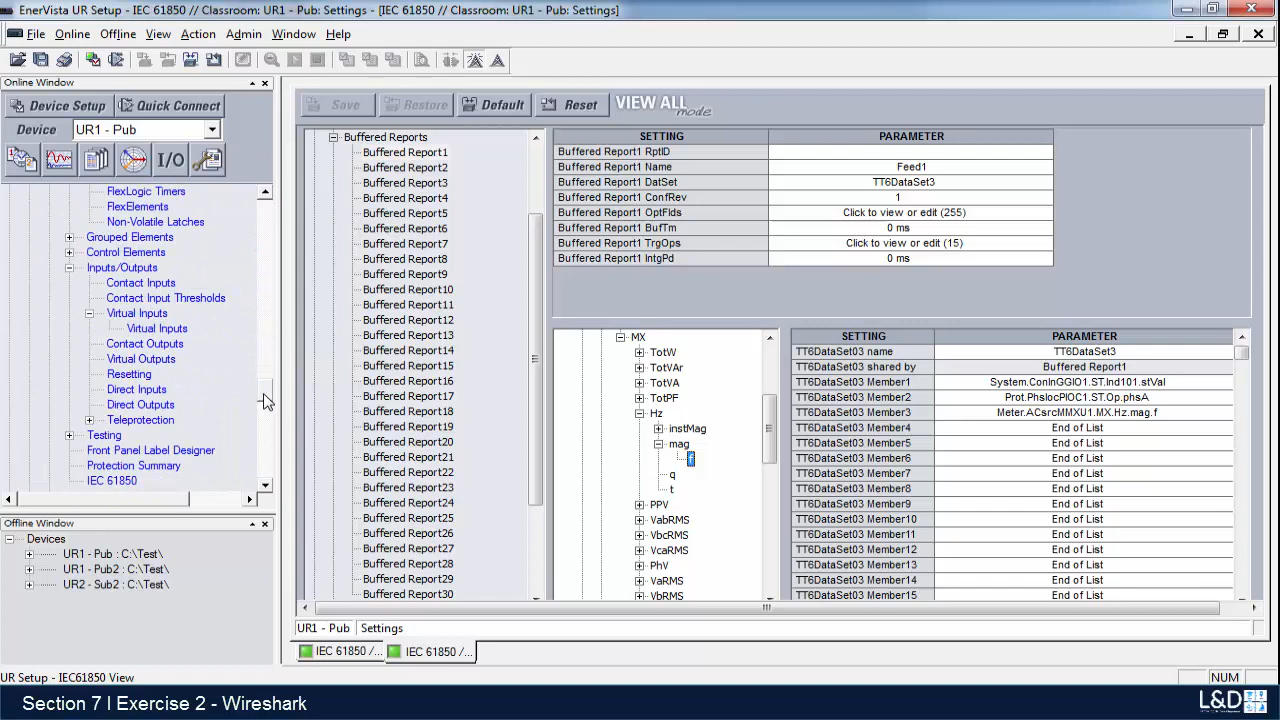 EnerVista UR Setup - IEC 61850 // Classroom: UR1 - Pub: Settings - [IEC 61850 // Classroom: UR1 - Pub: Settings]
File Online Offline View Action Admin Window Help
Online Window
Device Setup Quick Connect
Device UR1 - Pub
I/O
FlexLogic Timers
FlexElements
Non-Volatile Latches
Grouped Elements
Control Elements
Inputs/Outputs
Contact Inputs
Contact Input Thresholds
Virtual Inputs
Virtual Inputs
Contact Outputs
Virtual Outputs
Resetting
Direct Inputs
Direct Outputs
Teleprotection
Testing
Front Panel Label Designer
Protection Summary
IEC 61850
Offline Window
Devices
UR1 - Pub : C:\Test\
UR1 - Pub2 : C:\Test\
UR2 - Sub2 : C:\Test\
Save Restore Default Reset VIEW ALL mode
Buffered Reports
Buffered Report1
Buffered Report2
Buffered Report3
Buffered Report4
Buffered Report5
Buffered Report6
Buffered Report7
Buffered Report8
Buffered Report9
Buffered Report10
Buffered Report11
Buffered Report12
Buffered Report13
Buffered Report14
Buffered Report15
Buffered Report16
Buffered Report17
Buffered Report18
Buffered Report19
Buffered Report20
Buffered Report21
Buffered Report22
Buffered Report23
Buffered Report24
Buffered Report25
Buffered Report26
Buffered Report27
Buffered Report28
Buffered Report29
Buffered Report30
SETTING PARAMETER
Buffered Report1 RptID
Buffered Report1 Name Feed1
Buffered Report1 DatSet TT6DataSet3
Buffered Report1 ConfRev 1
Buffered Report1 OptFlds Click to view or edit (255)
Buffered Report1 BufTm 0 ms
Buffered Report1 TrgOps Click to view or edit (15)
Buffered Report1 IntgPd 0 ms
MX
TotW
TotVAr
TotVA
TotPF
Hz
instMag
mag
f
q
t
PPV
VabRMS
VbcRMS
VcaRMS
PhV
VaRMS
VbRMS
SETTING PARAMETER
TT6DataSet03 name TT6DataSet3
TT6DataSet03 shared by Buffered Report1
TT6DataSet03 Member1 System.ConInGGIO1.ST.Ind101.stVal
TT6DataSet03 Member2 Prot.PhsIocPIOC1.ST.Op.phsA
TT6DataSet03 Member3 Meter.ACsrcMMXU1.MX.Hz.mag.f
TT6DataSet03 Member4 End of List
TT6DataSet03 Member5 End of List
TT6DataSet03 Member6 End of List
TT6DataSet03 Member7 End of List
TT6DataSet03 Member8 End of List
TT6DataSet03 Member9 End of List
TT6DataSet03 Member10 End of List
TT6DataSet03 Member11 End of List
TT6DataSet03 Member12 End of List
TT6DataSet03 Member13 End of List
TT6DataSet03 Member14 End of List
TT6DataSet03 Member15 End of List
UR1 - Pub Settings
IEC 61850 /... IEC 61850 /...
UR Setup - IEC61850 View NUM
Section 7 | Exercise 2 - Wireshark L&D